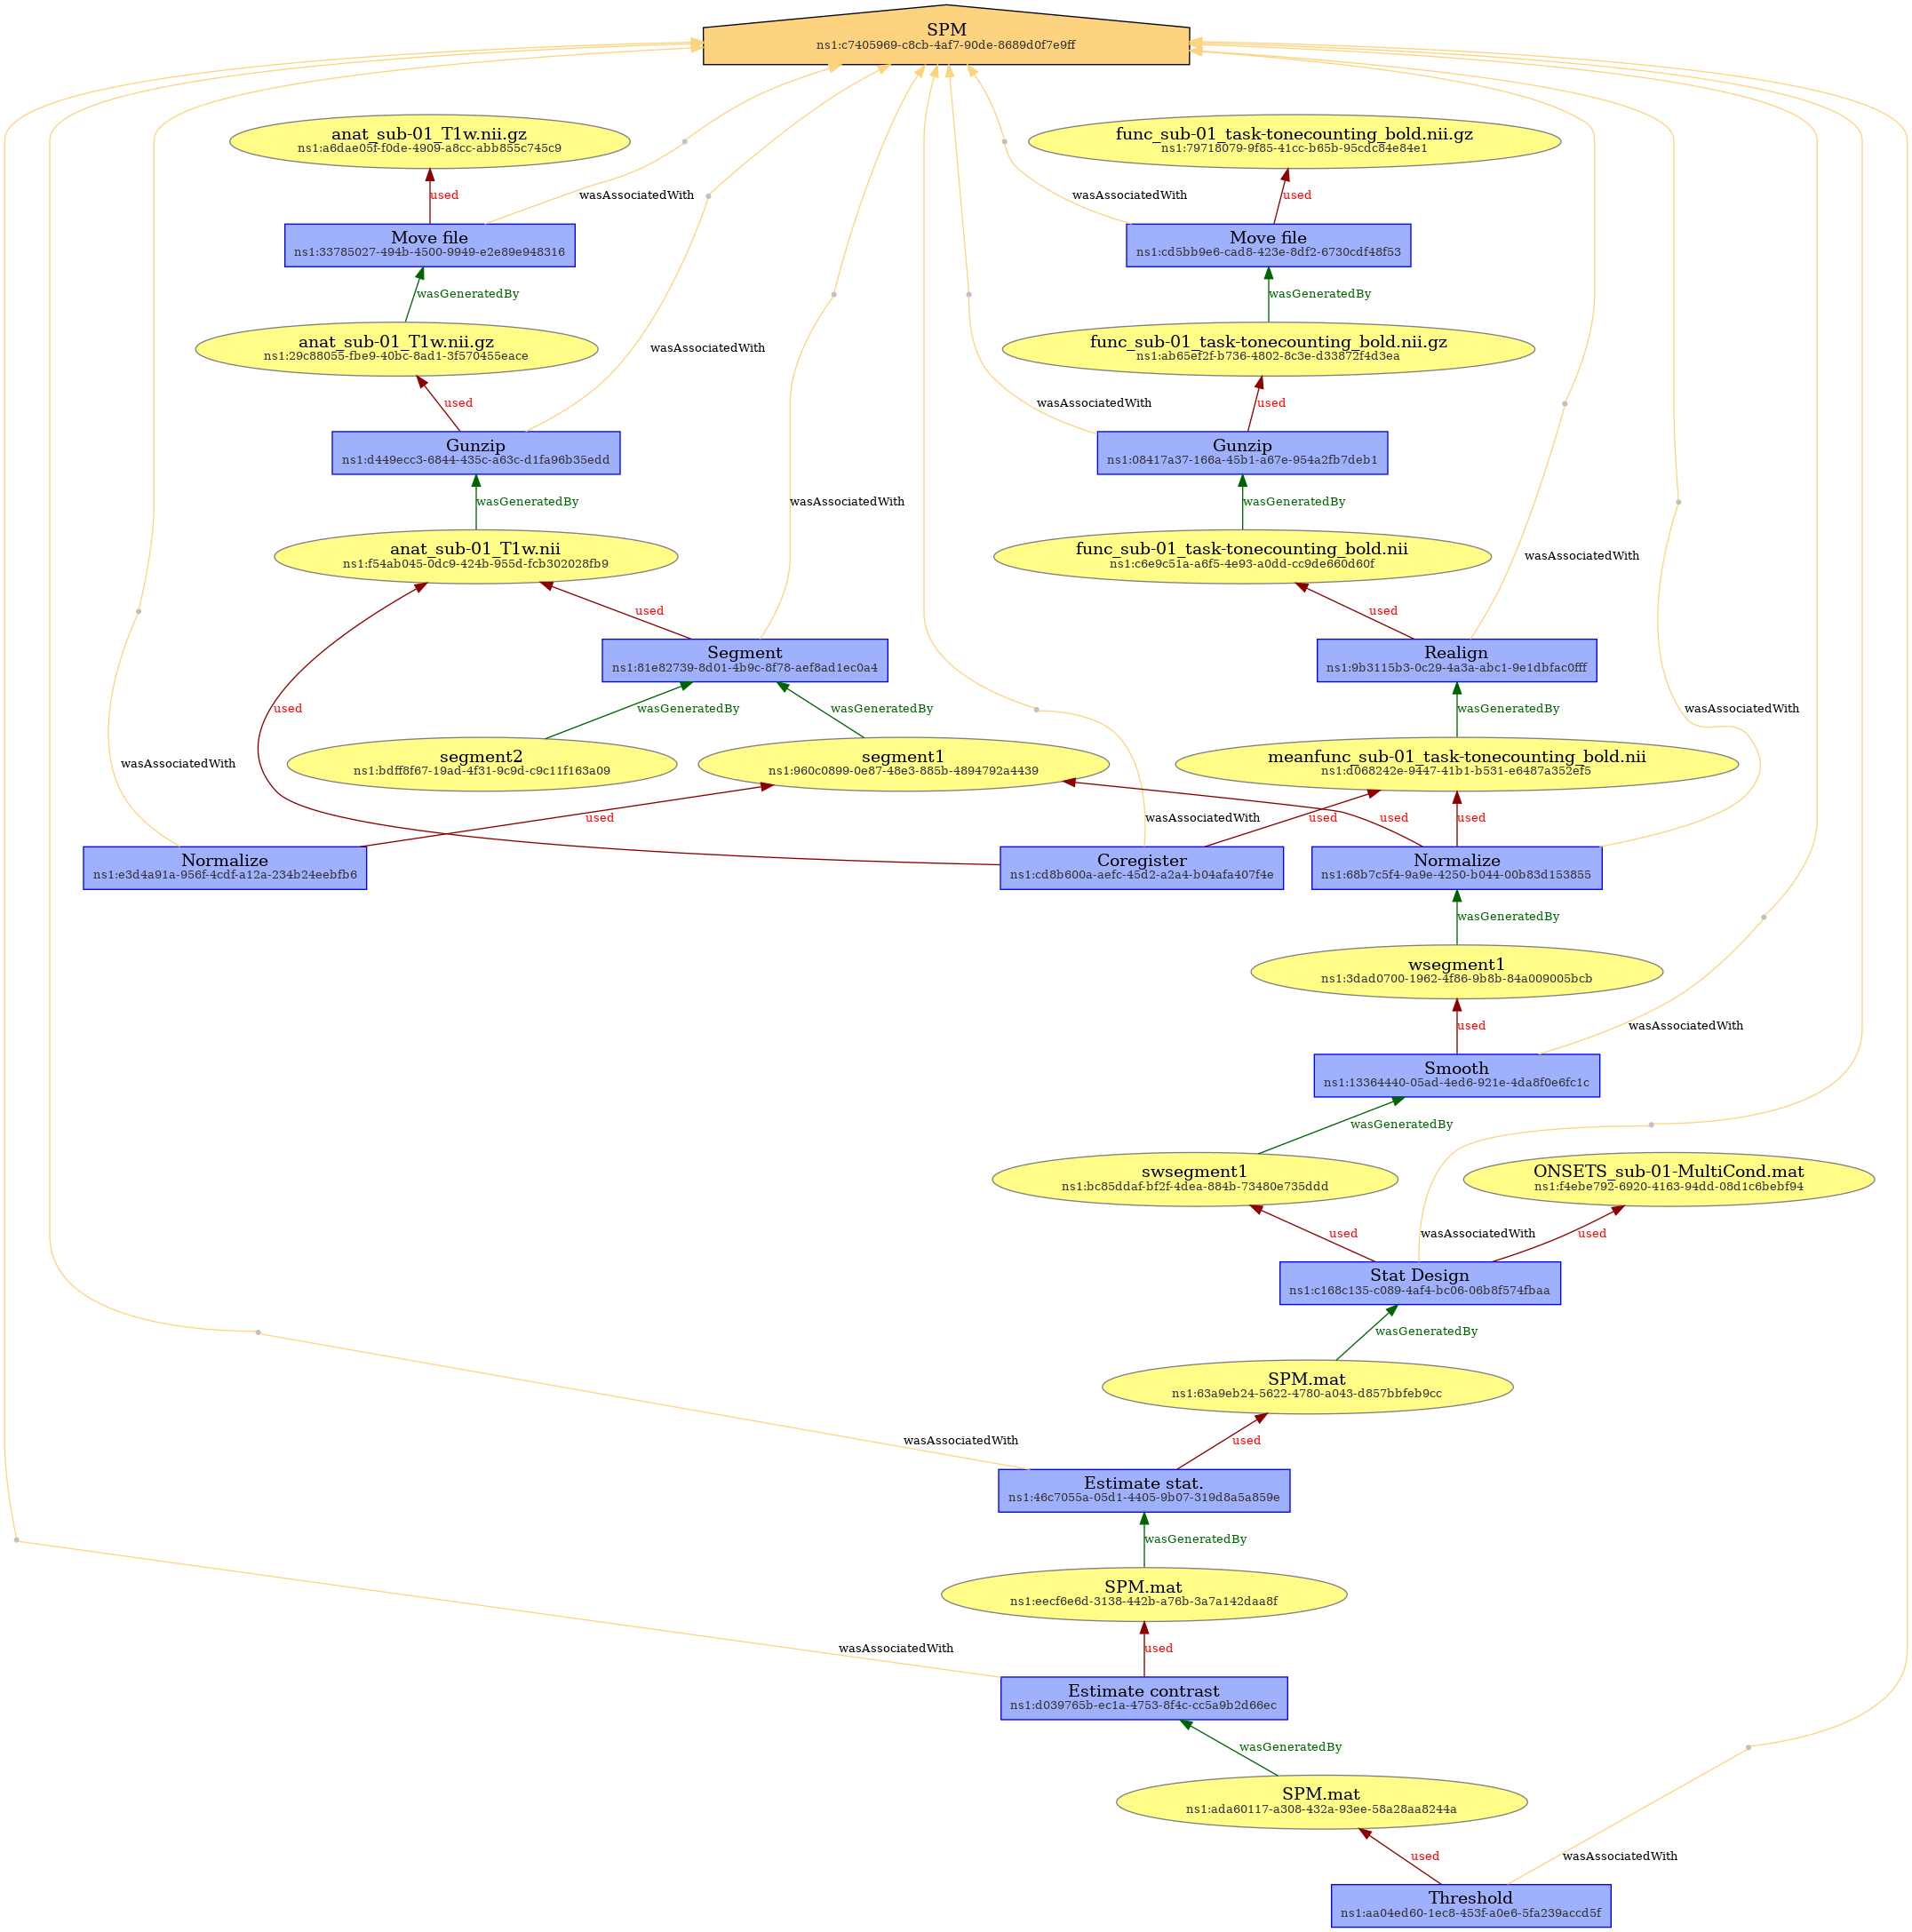 SPM
ns1:c7405969-c8cb-4af7-90de-8689d0f7e9ff
anat_sub-01_T1w.nii.gz
ns1:a6dae05f-f0de-4909-a8cc-abb855c745c9
func_sub-01_task-tonecounting_bold.nii.gz
ns1:79718079-9f85-41cc-b65b-95cdc84e84e1
used
wasAssociatedWith
wasAssociatedWith
used
Move file
ns1:33785027-494b-4500-9949-e2e89e948316
Move file
ns1:cd5bb9e6-cad8-423e-8df2-6730cdf48f53
wasGeneratedBy
wasGeneratedBy
anat_sub-01_T1w.nii.gz
ns1:29c88055-fbe9-40bc-8ad1-3f570455eace
wasAssociatedWith
func_sub-01_task-tonecounting_bold.nii.gz
ns1:ab65ef2f-b736-4802-8c3e-d33872f4d3ea
used
wasAssociatedWith
used
Gunzip
ns1:d449ecc3-6844-435c-a63c-d1fa96b35edd
Gunzip
ns1:08417a37-166a-45b1-a67e-954a2fb7deb1
wasGeneratedBy
wasAssociatedWith
wasGeneratedBy
anat_sub-01_T1w.nii
ns1:f54ab045-0dc9-424b-955d-fcb302028fb9
func_sub-01_task-tonecounting_bold.nii
ns1:c6e9c51a-a6f5-4e93-a0dd-cc9de660d60f
wasAssociatedWith
used
used
Segment
ns1:81e82739-8d01-4b9c-8f78-aef8ad1ec0a4
Realign
ns1:9b3115b3-0c29-4a3a-abc1-9e1dbfac0fff
used
wasGeneratedBy
wasGeneratedBy
wasGeneratedBy
wasAssociatedWith
wasAssociatedWith
segment2
ns1:bdff8f67-19ad-4f31-9c9d-c9c11f163a09
segment1
ns1:960c0899-0e87-48e3-885b-4894792a4439
meanfunc_sub-01_task-tonecounting_bold.nii
ns1:d068242e-9447-41b1-b531-e6487a352ef5
used
wasAssociatedWith
used
used
used
Normalize
ns1:e3d4a91a-956f-4cdf-a12a-234b24eebfb6
Coregister
ns1:cd8b600a-aefc-45d2-a2a4-b04afa407f4e
Normalize
ns1:68b7c5f4-9a9e-4250-b044-00b83d153855
wasGeneratedBy
wsegment1
ns1:3dad0700-1962-4f86-9b8b-84a009005bcb
used
wasAssociatedWith
Smooth
ns1:13364440-05ad-4ed6-921e-4da8f0e6fc1c
wasGeneratedBy
swsegment1
ns1:bc85ddaf-bf2f-4dea-884b-73480e735ddd
ONSETS_sub-01-MultiCond.mat
ns1:f4ebe792-6920-4163-94dd-08d1c6bebf94
used
wasAssociatedWith
used
Stat Design
ns1:c168c135-c089-4af4-bc06-06b8f574fbaa
wasGeneratedBy
SPM.mat
ns1:63a9eb24-5622-4780-a043-d857bbfeb9cc
wasAssociatedWith
used
Estimate stat.
ns1:46c7055a-05d1-4405-9b07-319d8a5a859e
wasGeneratedBy
SPM.mat
ns1:eecf6e6d-3138-442b-a76b-3a7a142daa8f
wasAssociatedWith
used
Estimate contrast
ns1:d039765b-ec1a-4753-8f4c-cc5a9b2d66ec
wasGeneratedBy
SPM.mat
ns1:ada60117-a308-432a-93ee-58a28aa8244a
used
wasAssociatedWith
Threshold
ns1:aa04ed60-1ec8-453f-a0e6-5fa239accd5f